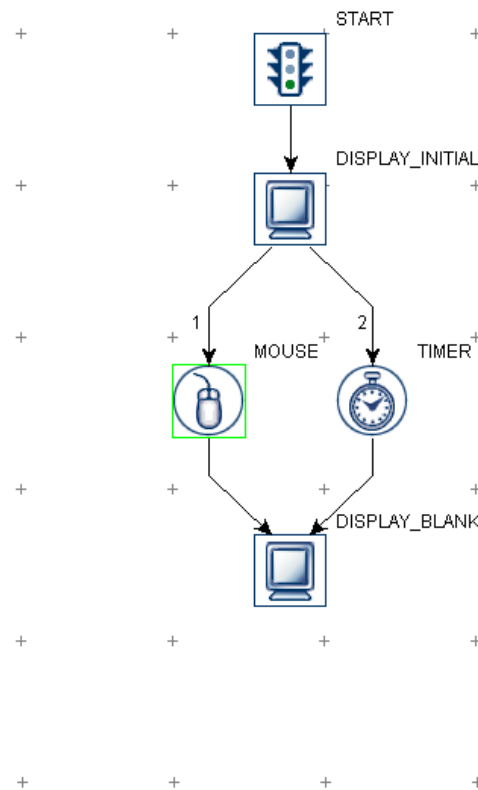 START
DISPLAY_INITIAL
1
2
MOUSE
TIMER
DISPLAY_BLANK